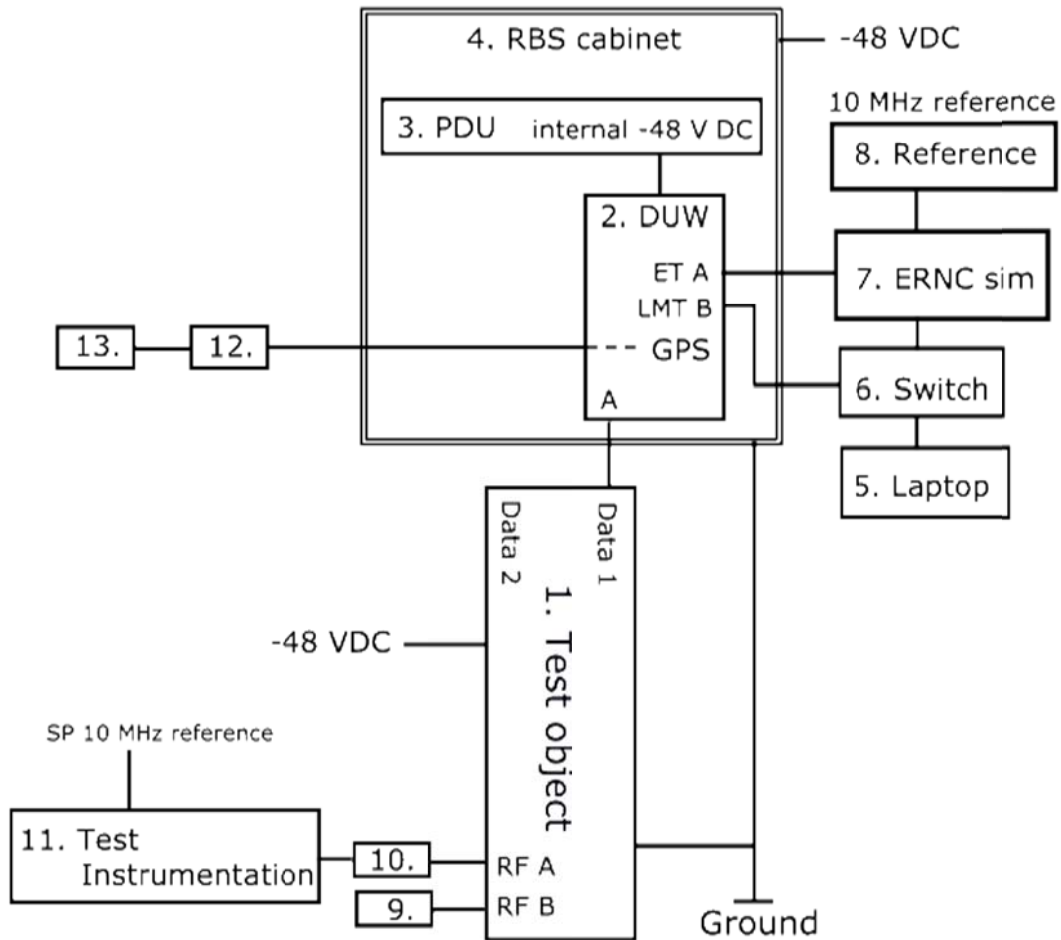 4. RBS cabinet
-48 VDC
10 MHz reference
3. PDU internal -48 V DC
8. Reference
2. DUW
ET A
7. ERNC sim
LMT B
13.
12.
GPS
6. Switch
A
5. Laptop
Data 2
Data 1
1. Test object
-48 VDC
SP 10 MHz reference
11. Test
Instrumentation
10.
RF A
9.
RF B
Ground